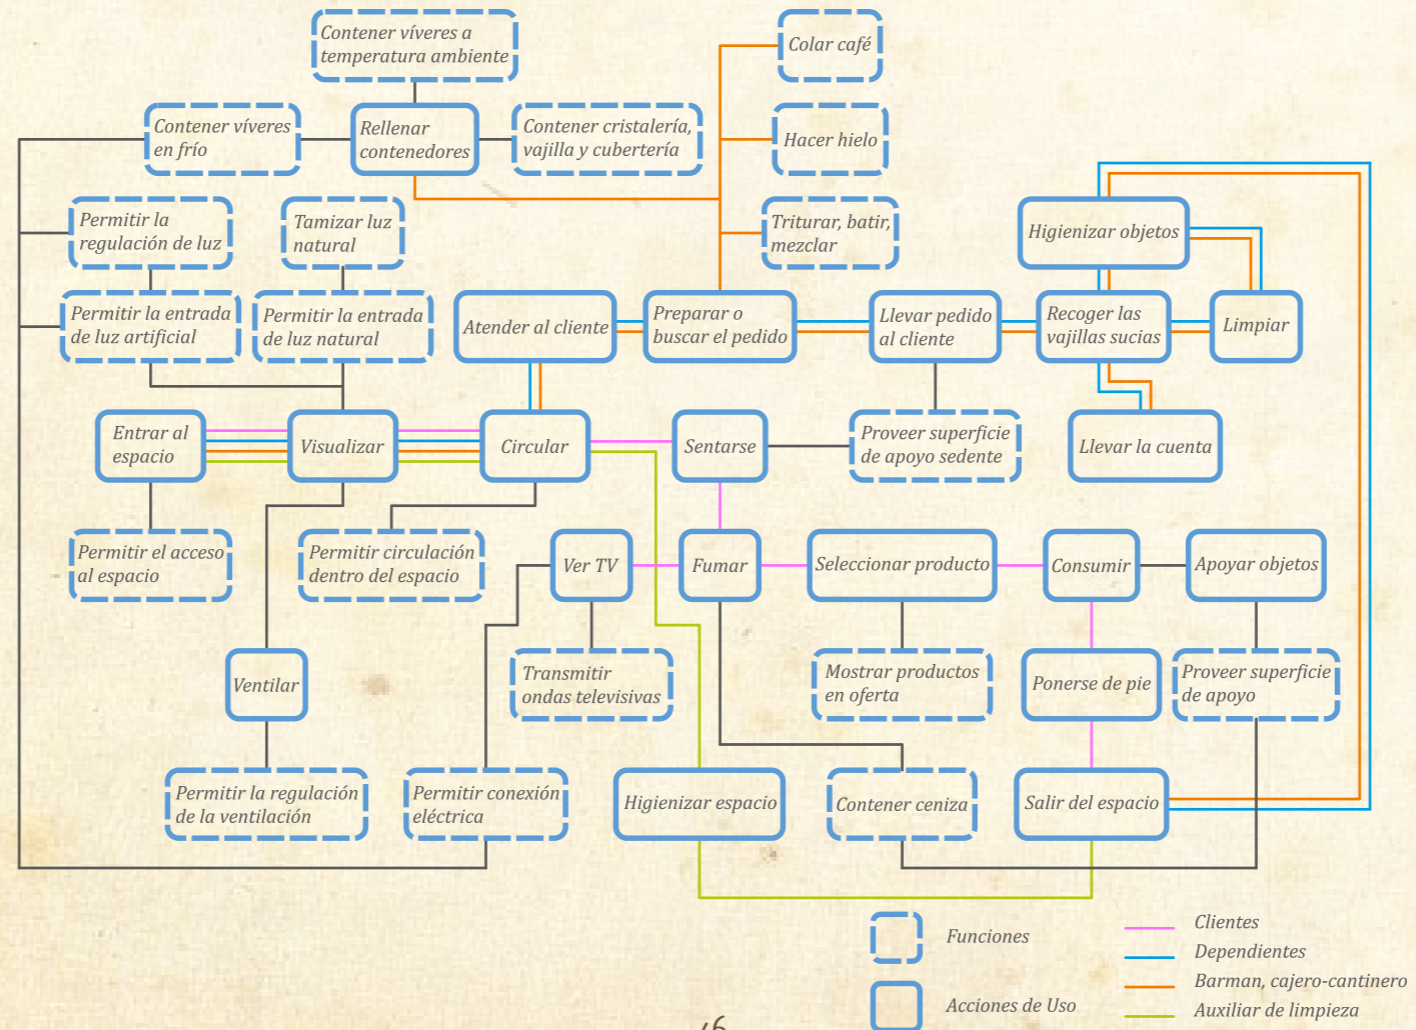 Contener víveres a
temperatura ambiente
Colar café
Contener víveres
en frío
Rellenar
contenedores
Contener cristalería,
vajilla y cubertería
Hacer hielo
Permitir la
regulación de luz
Tamizar luz
natural
Triturar, batir,
mezclar
Higienizar objetos
Permitir la entrada
de luz artificial
Permitir la entrada
de luz natural
Atender al cliente
Preparar o
buscar el pedido
Llevar pedido
al cliente
Recoger las
vajillas sucias
Limpiar
Entrar al
espacio
Visualizar
Circular
Sentarse
Proveer superficie
de apoyo sedente
Llevar la cuenta
Permitir el acceso
al espacio
Permitir circulación
dentro del espacio
Ver TV
Fumar
Seleccionar producto
Consumir
Apoyar objetos
Ventilar
Transmitir
ondas televisivas
Mostrar productos
en oferta
Ponerse de pie
Proveer superficie
de apoyo
Permitir la regulación
de la ventilación
Permitir conexión
eléctrica
Higienizar espacio
Contener ceniza
Salir del espacio
Funciones
Acciones de Uso
Clientes
Dependientes
Barman, cajero-cantinero
Auxiliar de limpieza